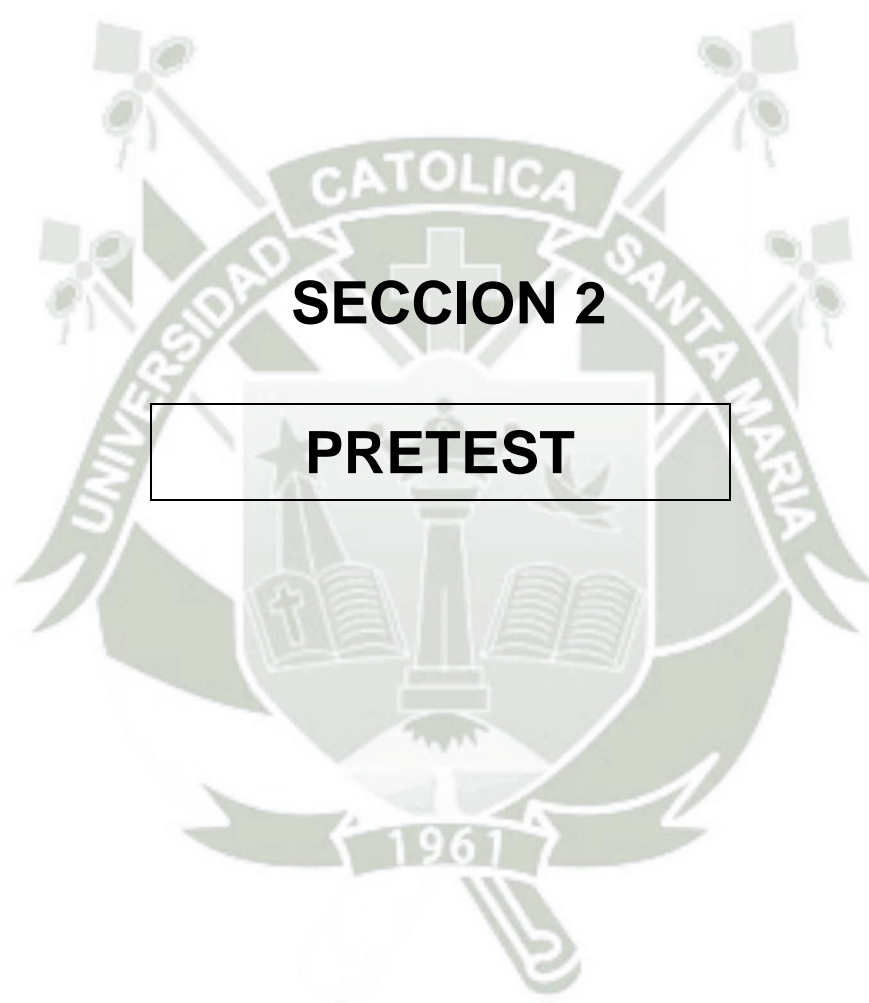 CATOLICA
UNIVERSIDAD
SANTA MARIA
SECCION 2
PRETEST
1961